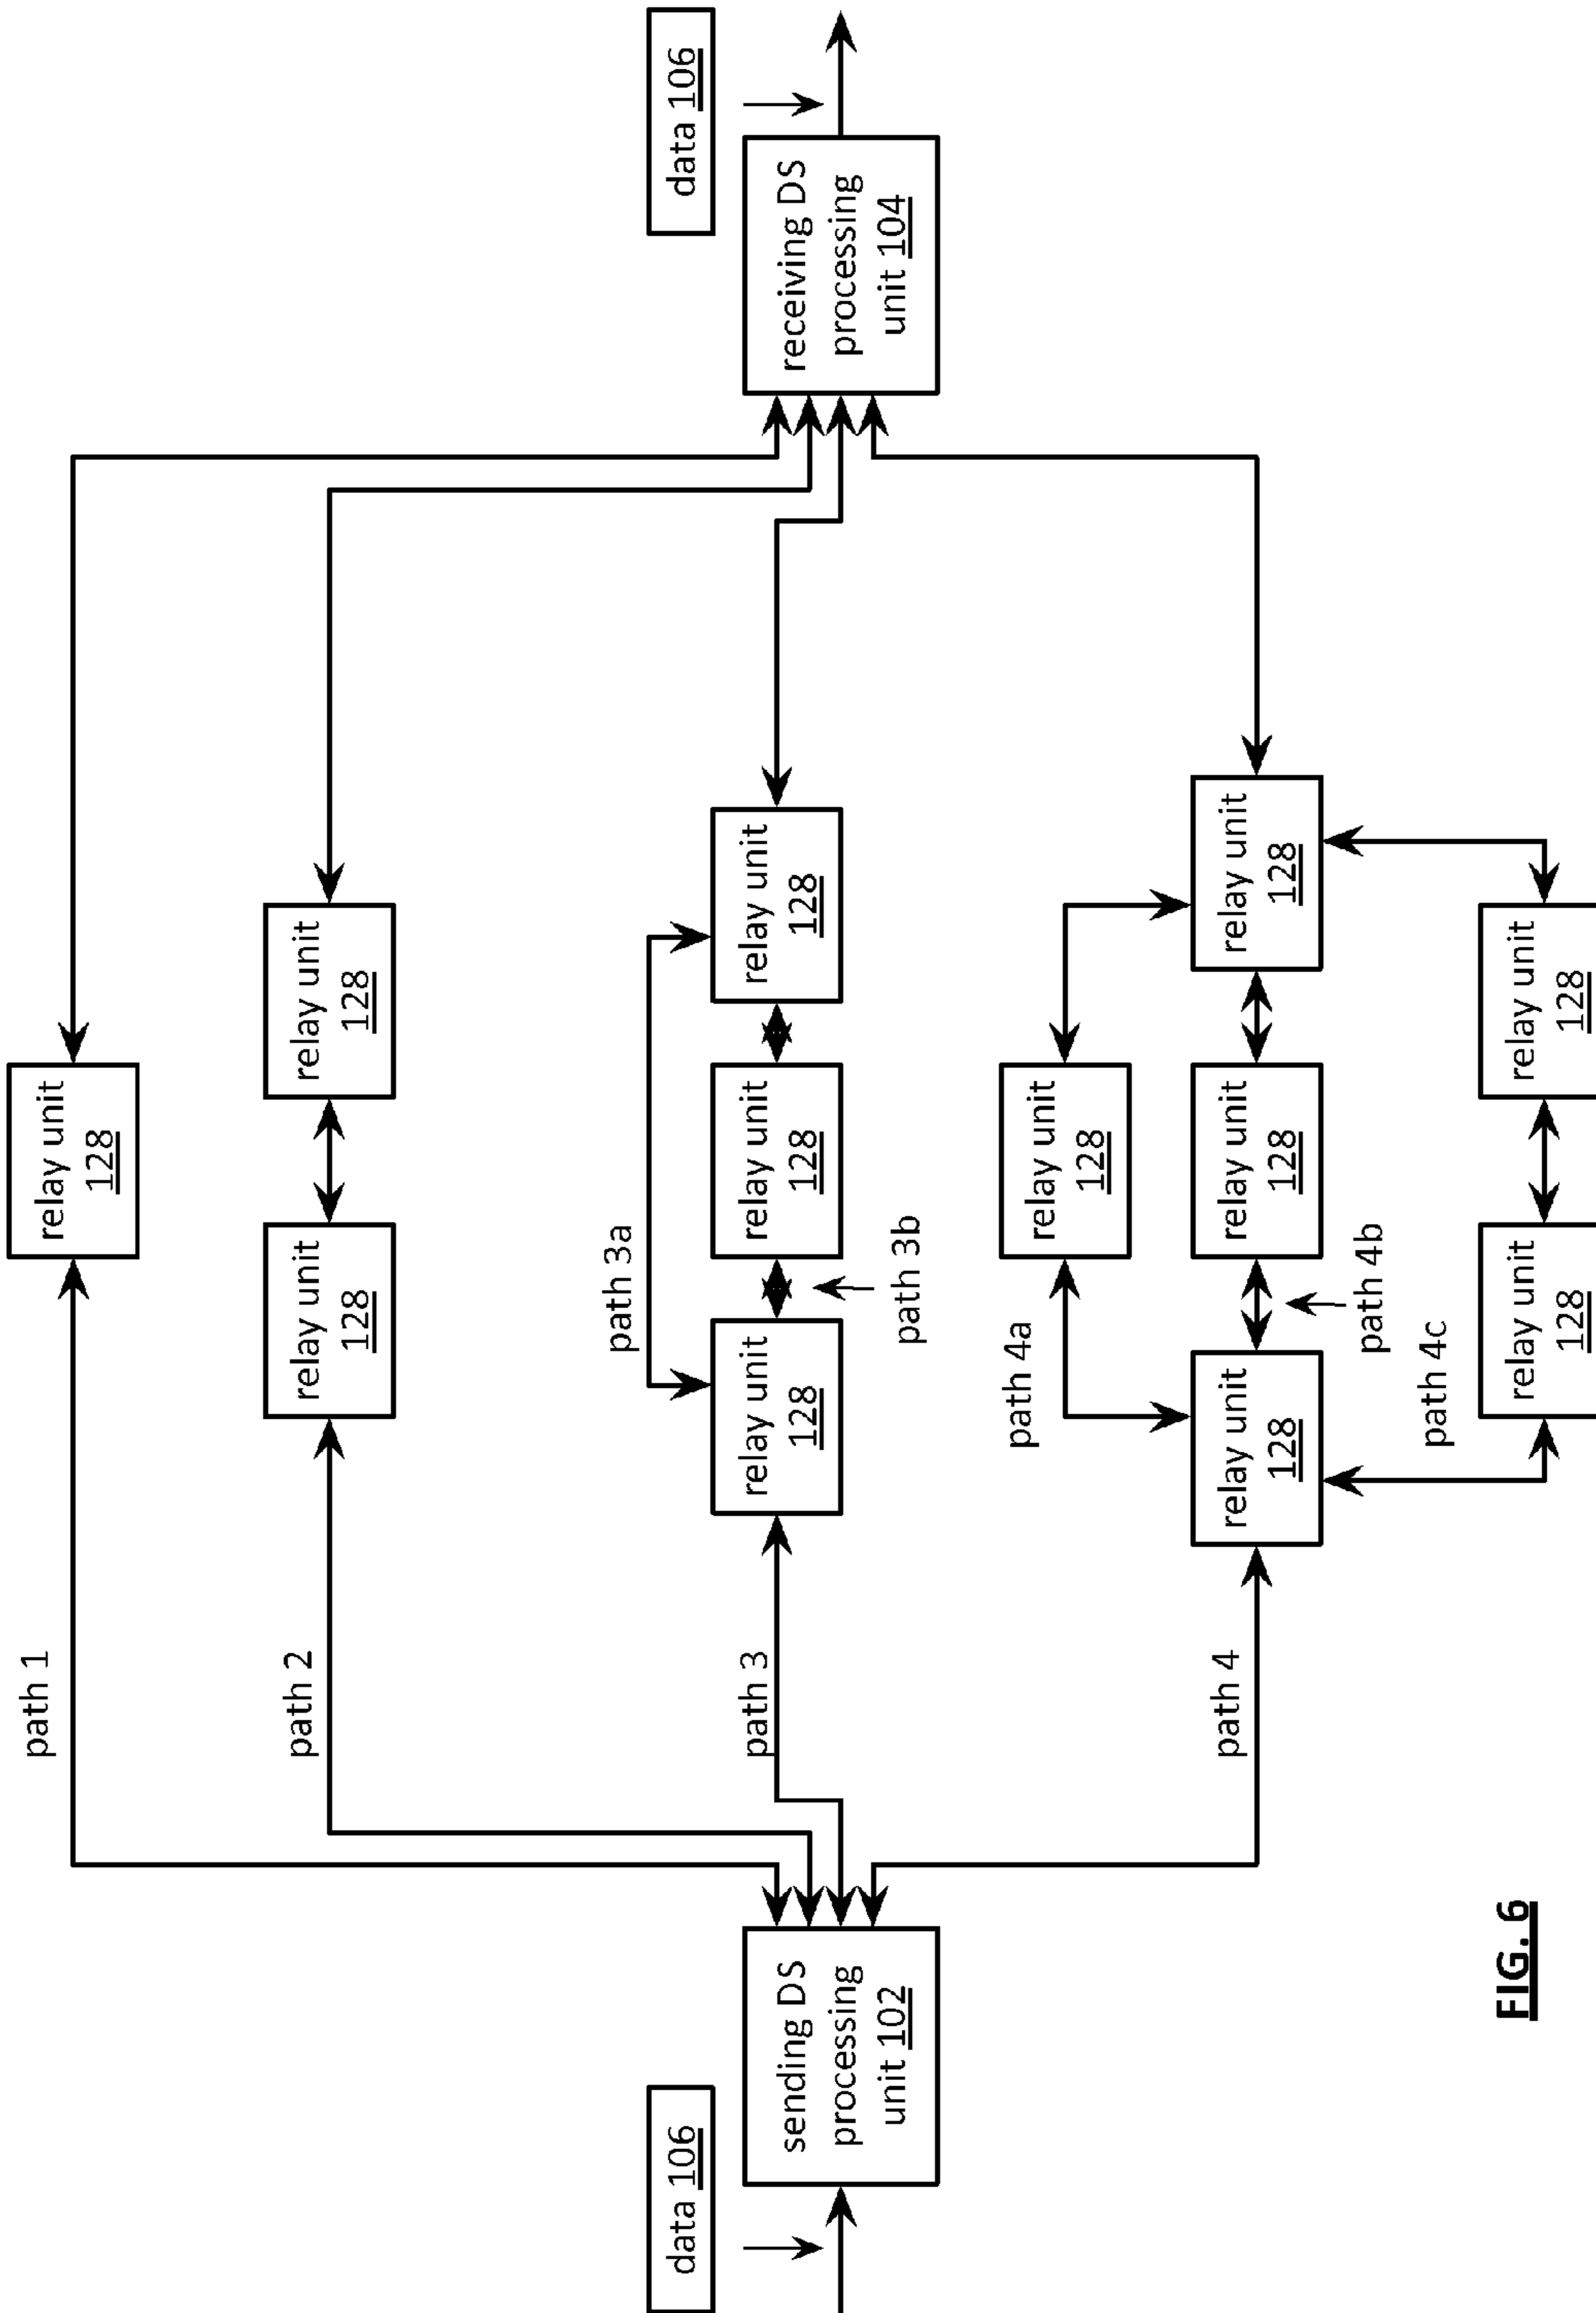 path 1
relay unit
128
path 2
relay unit
128
relay unit
128
data 106
data 106
path 3a
path 3
relay unit
128
relay unit
128
relay unit
128
path 3b
sending DS
processing
unit 102
receiving DS
processing
unit 104
path 4a
relay unit
128
path 4
relay unit
128
relay unit
128
relay unit
128
path 4b
path 4c
relay unit
128
relay unit
128
FIG. 6